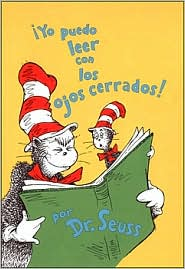 ¡Yo puedo
leer
con
los
ojos cerrados!
por
Dr. Seuss